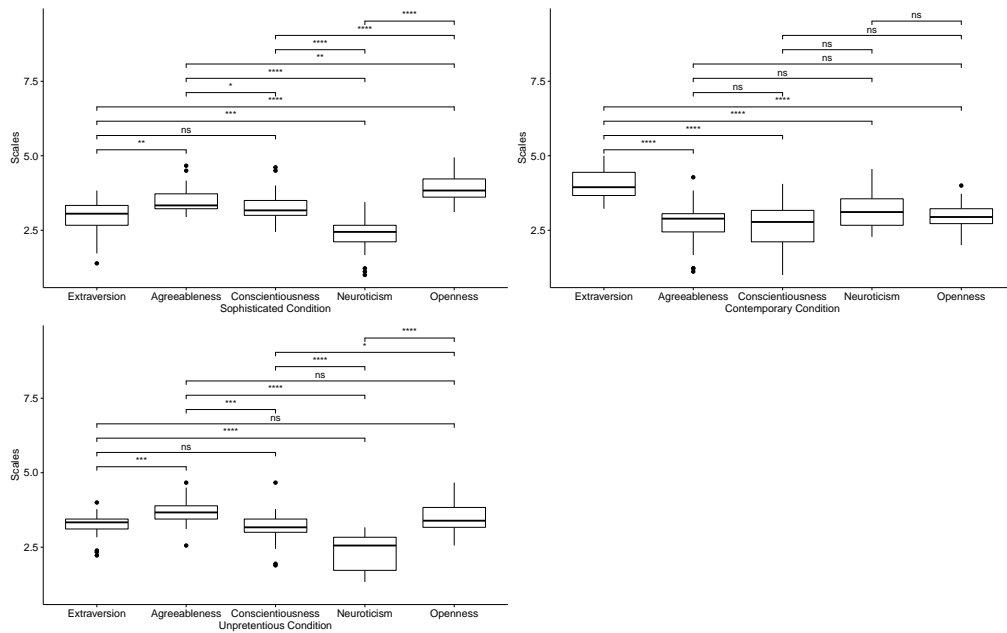 ****
****
****
**
****
*
****
***
ns
**
7.5
5.0
2.5
Scales
Extraversion Agreeableness Conscientiousness Neuroticism Openness
Sophisticated Condition
ns
ns
ns
ns
ns
ns
****
****
****
****
7.5
5.0
2.5
Scales
Extraversion Agreeableness Conscientiousness Neuroticism Openness
Contemporary Condition
****
*
****
ns
****
***
ns
****
ns
***
7.5
5.0
2.5
Scales
Extraversion Agreeableness Conscientiousness Neuroticism Openness
Unpretentious Condition